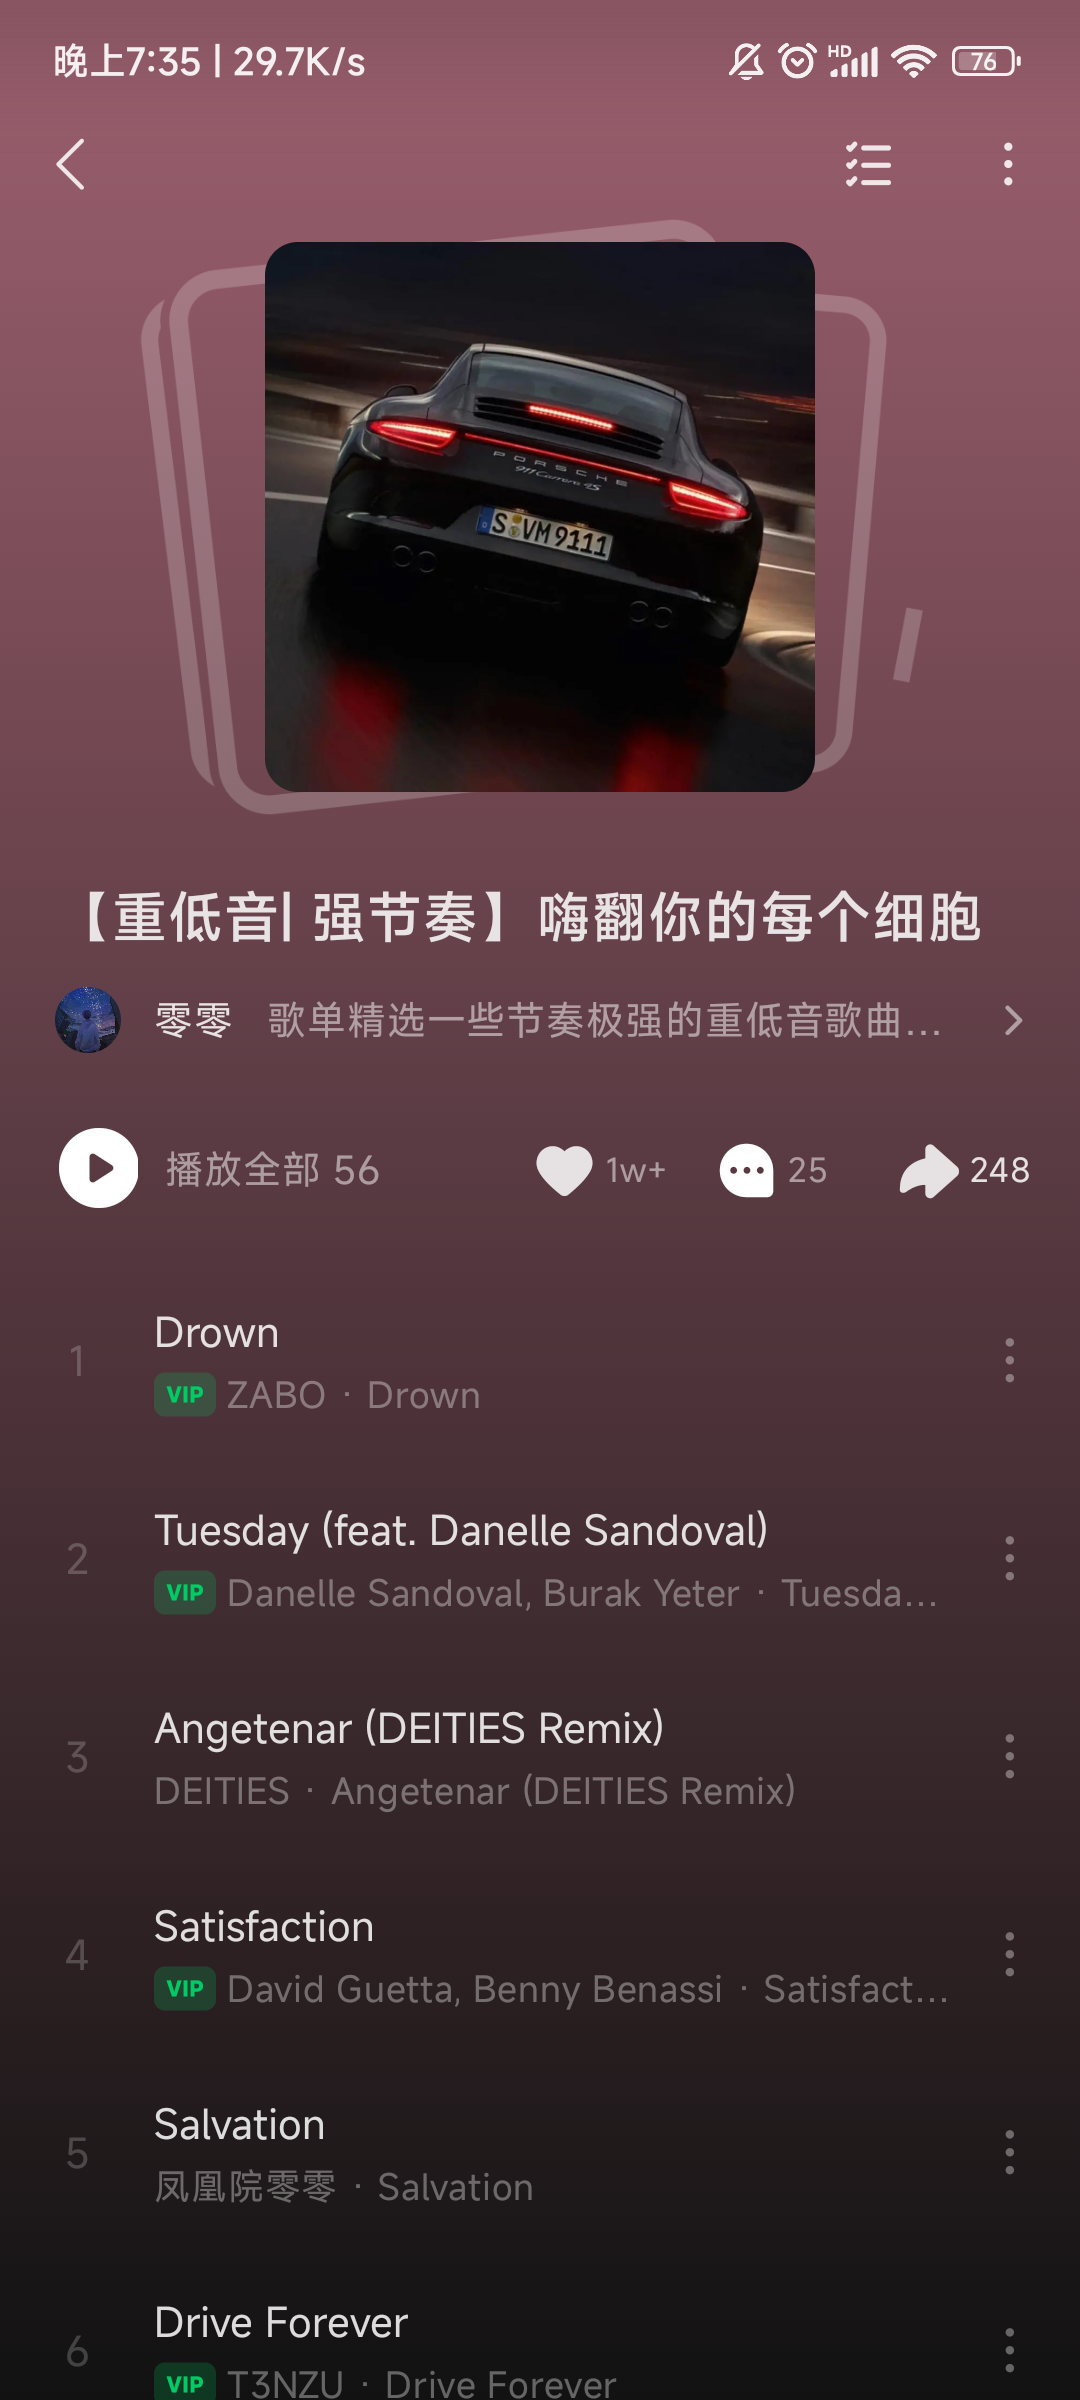 晚上7:35 | 29.7K/s
HD
76
PORSCHE
911 Carrera 4S
S VM 9111
【重低音| 强节奏】嗨翻你的每个细胞
零零 歌单精选一些节奏极强的重低音歌曲...
播放全部 56 1w+ 25 248
1 Drown
VIP ZABO · Drown
2 Tuesday (feat. Danelle Sandoval)
VIP Danelle Sandoval, Burak Yeter · Tuesda...
3 Angetenar (DEITIES Remix)
DEITIES · Angetenar (DEITIES Remix)
4 Satisfaction
VIP David Guetta, Benny Benassi · Satisfact...
5 Salvation
凤凰院零零 · Salvation
6 Drive Forever
VIP T3NZU · Drive Forever